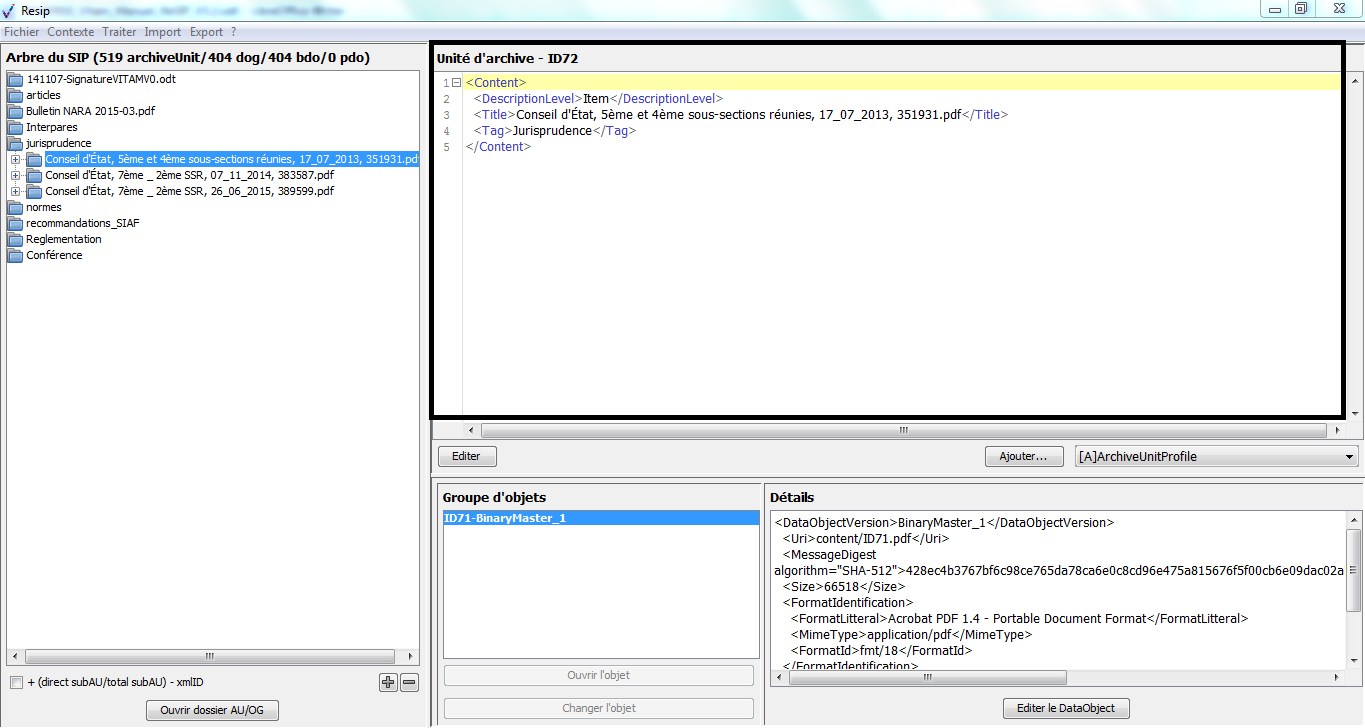 Resip
Fichier Contexte Traiter Import Export ?
Arbre du SIP (519 archiveUnit/404 dog/404 bdo/0 pdo)
141107-SignatureVITAMV0.odt
articles
Bulletin NARA 2015-03.pdf
Interpares
jurisprudence
Conseil d'État, 5ème et 4ème sous-sections réunies, 17_07_2013, 351931.pdf
Conseil d'État, 7ème _ 2ème SSR, 07_11_2014, 383587.pdf
Conseil d'État, 7ème _ 2ème SSR, 26_06_2015, 389599.pdf
normes
recommandations_SIAF
Reglementation
Conférence
+ (direct subAU/total subAU) - xmlID
Ouvrir dossier AU/OG
Unité d'archive - ID72
1 <Content>
2 <DescriptionLevel>Item</DescriptionLevel>
3 <Title>Conseil d'État, 5ème et 4ème sous-sections réunies, 17_07_2013, 351931.pdf</Title>
4 <Tag>Jurisprudence</Tag>
5 </Content>
Editer Ajouter... [A]ArchiveUnitProfile
Groupe d'objets
ID71-BinaryMaster_1
Ouvrir l'objet
Changer l'objet
Détails
<DataObjectVersion>BinaryMaster_1</DataObjectVersion>
<Uri>content/ID71.pdf</Uri>
<MessageDigest
algorithm="SHA-512">428ec4b3767bf6c98ce765da78ca6e0c8cd96e475a815676f5f00cb6e09dac02a
<Size>66518</Size>
<FormatIdentification>
<FormatLitteral>Acrobat PDF 1.4 - Portable Document Format</FormatLitteral>
<MimeType>application/pdf</MimeType>
<FormatId>fmt/18</FormatId>
</FormatIdentification>
Editer le DataObject